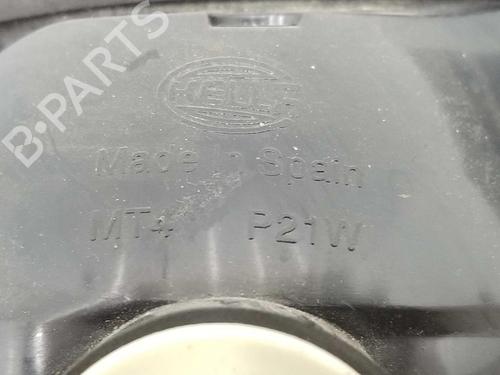 B-PARTS
HELLA
Made in Spain
MT4 P21W